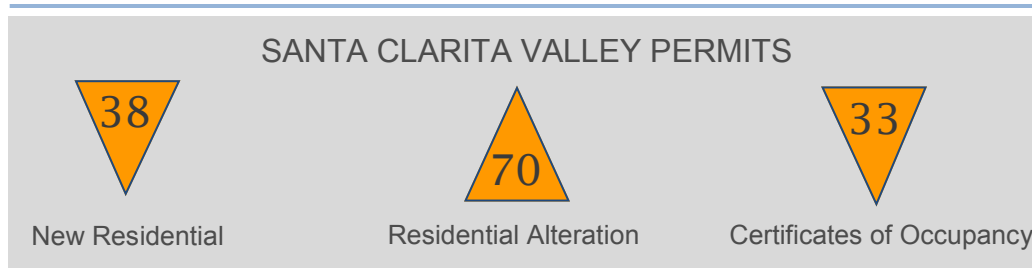 SANTA CLARITA VALLEY PERMITS
38
70
33
New Residential
Residential Alteration
Certificates of Occupancy